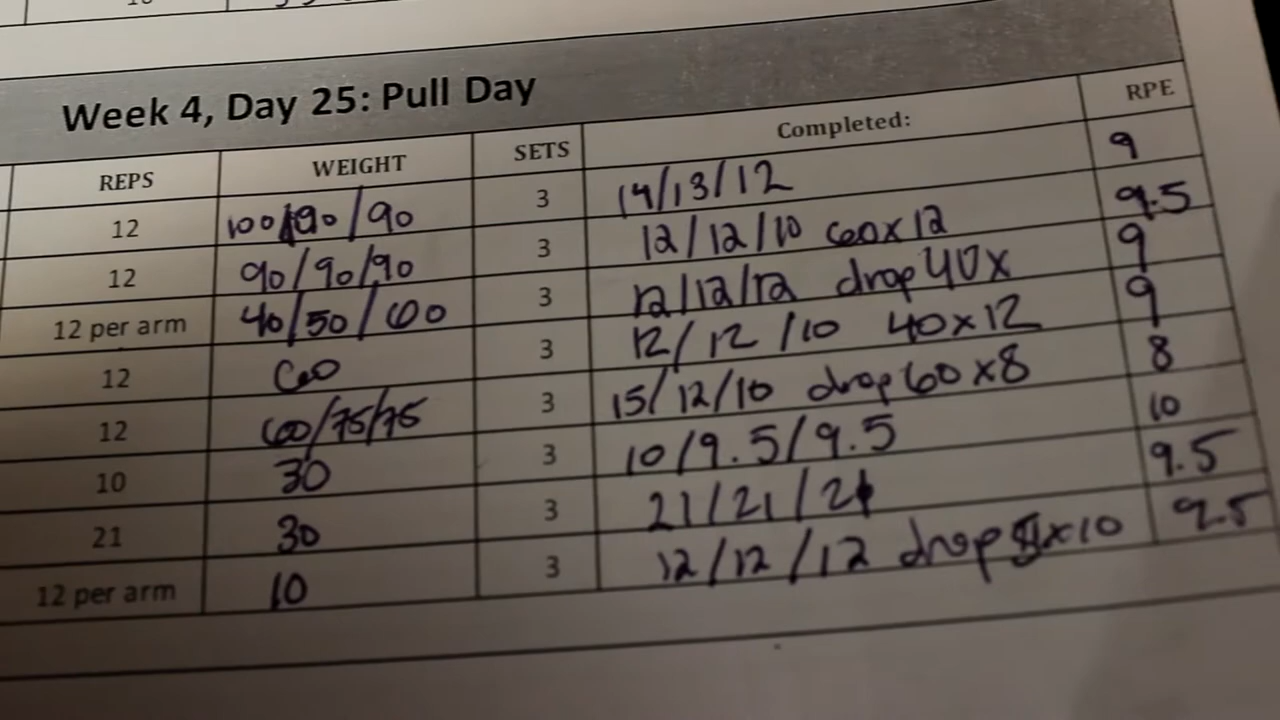 Week 4, Day 25: Pull Day
REPS WEIGHT SETS Completed: RPE
12 100/90/90 3 14/13/12 9
12 90/90/90 3 12/12/10 60x12 9.5
12 per arm 40/50/60 3 12/12/12 drop 40x 9
12 60 3 12/12/10 40x12 9
12 60/75/75 3 15/12/10 drop 60x8 8
10 30 3 10/9.5/9.5 10
21 30 3 21/21/21 9.5
12 per arm 10 3 12/12/12 drop x10 9.5